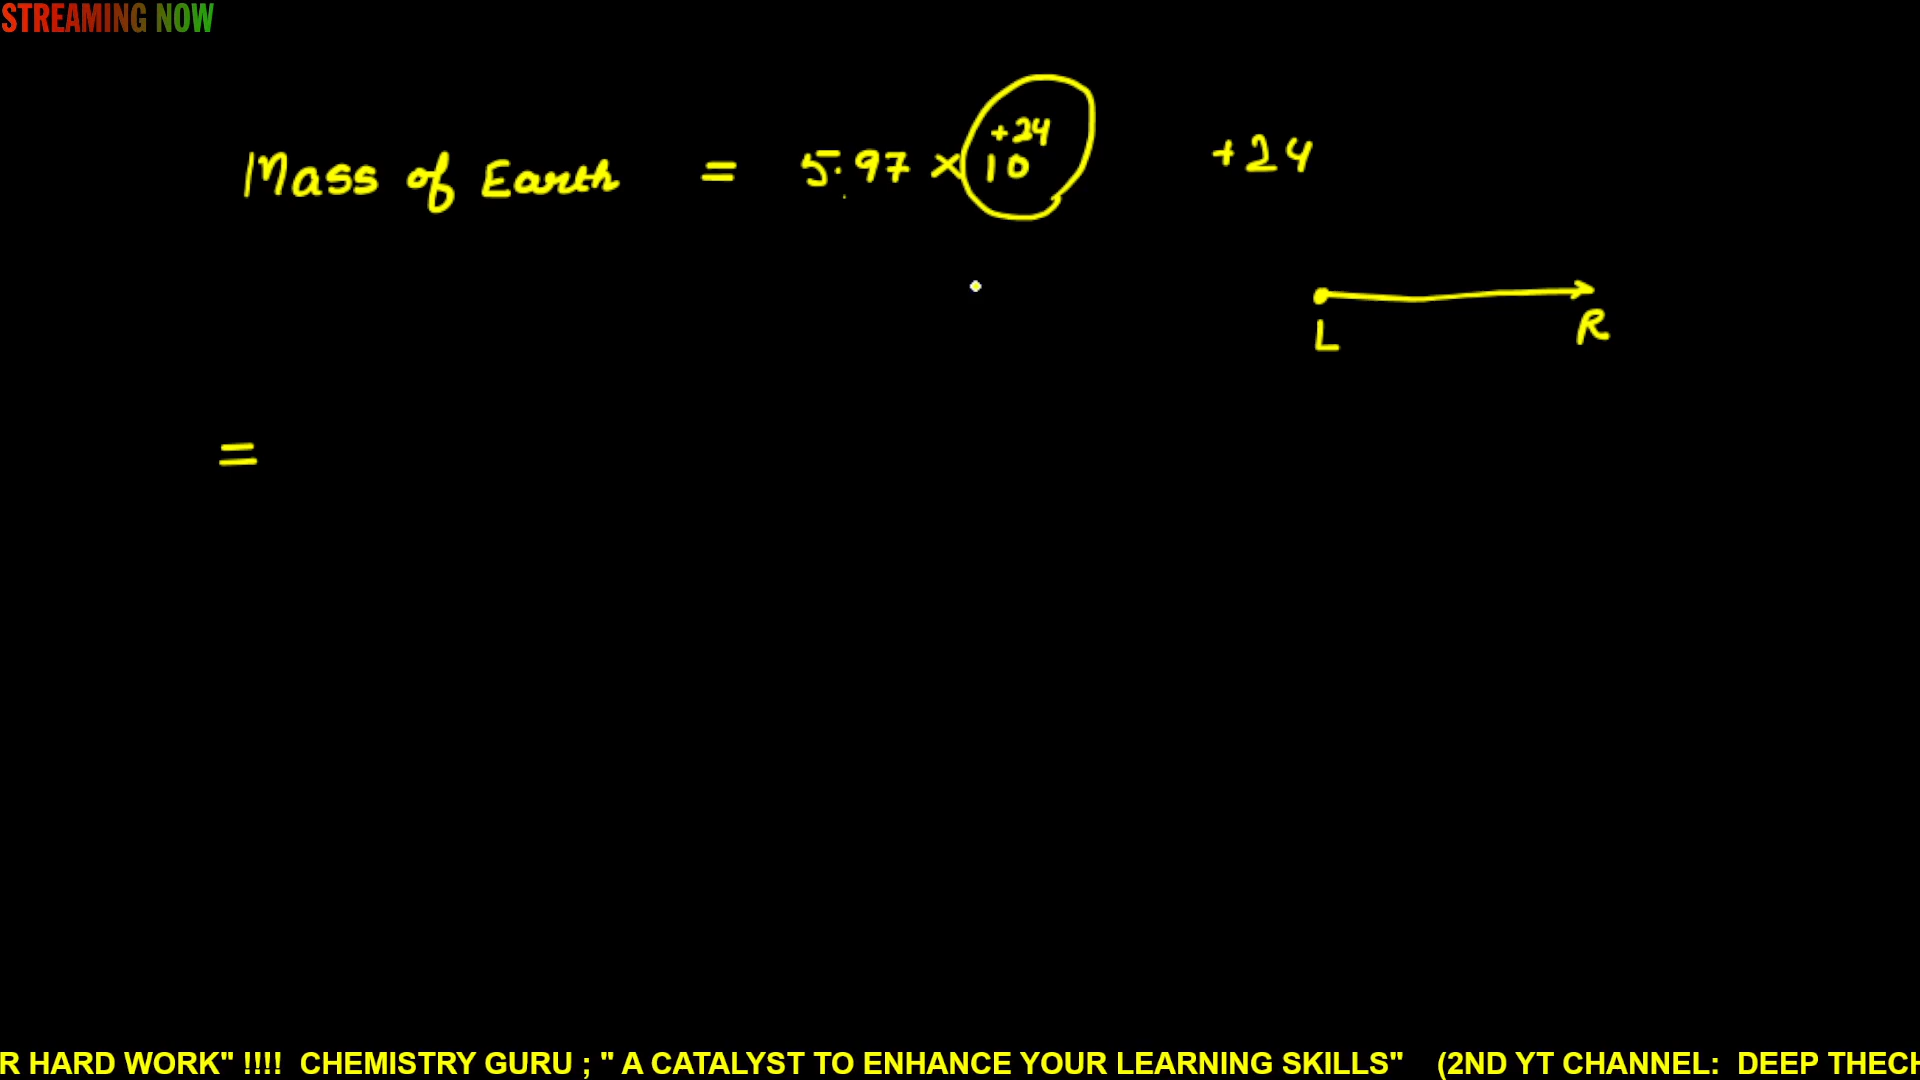 STREAMING NOW
Mass of Earth = 5.97 × 10⁺²⁴ +24
L R
=
R HARD WORK" !!!! CHEMISTRY GURU ; " A CATALYST TO ENHANCE YOUR LEARNING SKILLS" (2ND YT CHANNEL: DEEP THECH